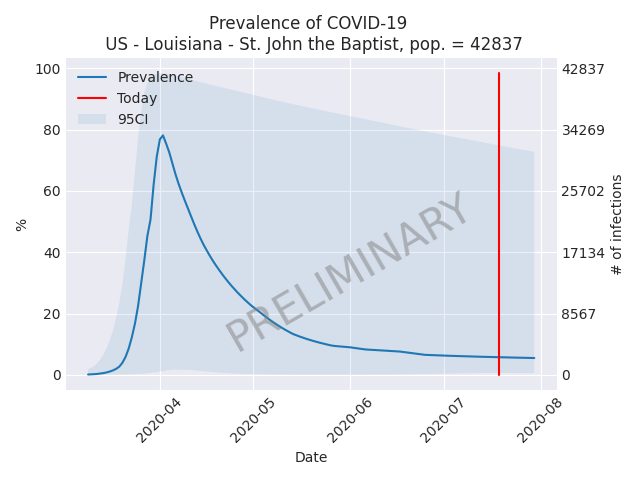 Prevalence of COVID-19
US - Louisiana - St. John the Baptist, pop. = 42837
100
80
60
40
20
0
%
42837
34269
25702
17134
8567
0
# of infections
Prevalence
Today
95CI
PRELIMINARY
2020-04
2020-05
2020-06
2020-07
2020-08
Date